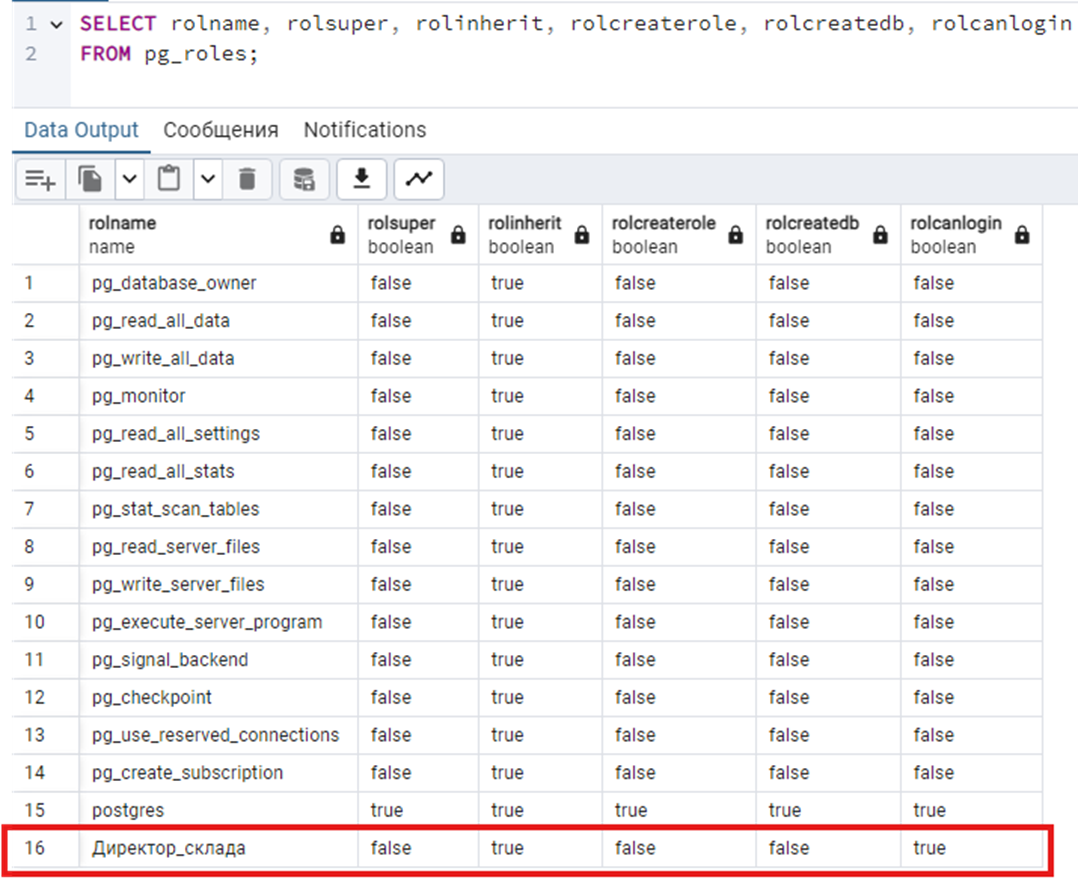 1 SELECT rolname, rolsuper, rolinherit, rolcreaterole, rolcreatedb, rolcanlogin
2 FROM pg_roles;
Data Output Сообщения Notifications
rolname rolsuper rolinherit rolcreaterole rolcreatedb rolcanlogin
name boolean boolean boolean boolean boolean
1 pg_database_owner false true false false false
2 pg_read_all_data false true false false false
3 pg_write_all_data false true false false false
4 pg_monitor false true false false false
5 pg_read_all_settings false true false false false
6 pg_read_all_stats false true false false false
7 pg_stat_scan_tables false true false false false
8 pg_read_server_files false true false false false
9 pg_write_server_files false true false false false
10 pg_execute_server_program false true false false false
11 pg_signal_backend false true false false false
12 pg_checkpoint false true false false false
13 pg_use_reserved_connections false true false false false
14 pg_create_subscription false true false false false
15 postgres true true true true true
16 Директор_склада false true false false true